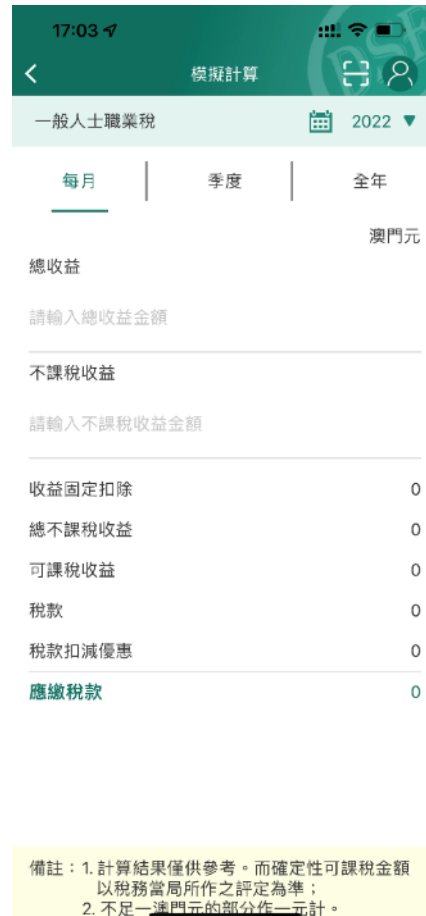 17:03
DSF
模擬計算
一般人士職業稅 2022 ▼
每月 季度 全年
澳門元
總收益
請輸入總收益金額
不課稅收益
請輸入不課稅收益金額
收益固定扣除 0
總不課稅收益 0
可課稅收益 0
稅款 0
稅款扣減優惠 0
應繳稅款 0
備註：1. 計算結果僅供參考。而確定性可課稅金額
以稅務當局所作之評定為準；
2. 不足一澳門元的部分作一元計。